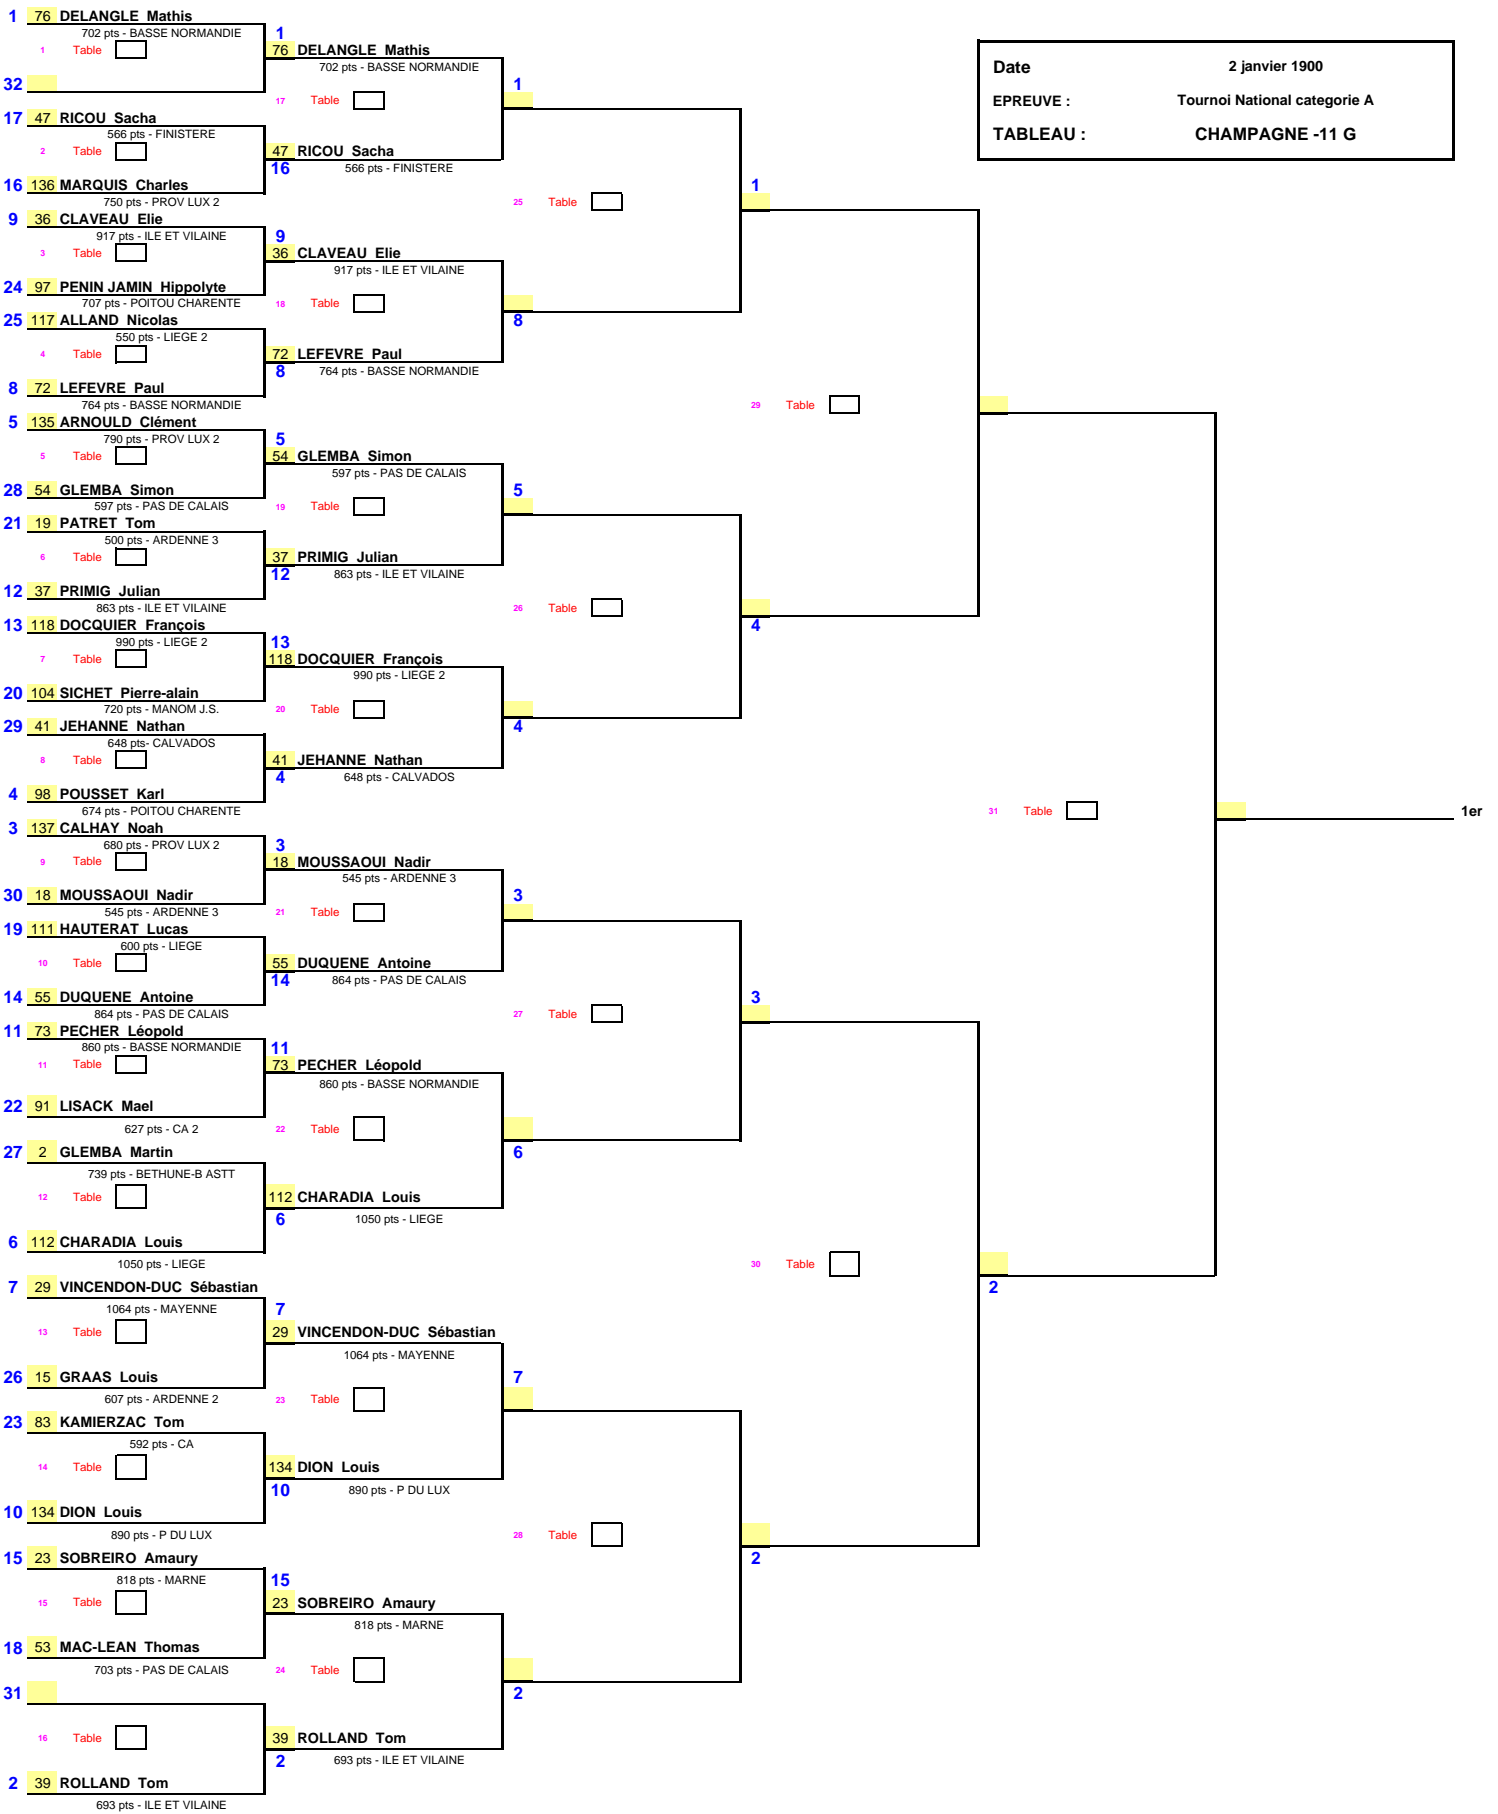 Date 2 janvier 1900
EPREUVE : Tournoi National categorie A
TABLEAU : CHAMPAGNE -11 G
1 76 DELANGLE Mathis
702 pts - BASSE NORMANDIE
1 Table
32
17 47 RICOU Sacha
566 pts - FINISTERE
2 Table
16 136 MARQUIS Charles
750 pts - PROV LUX 2
9 36 CLAVEAU Elie
917 pts - ILE ET VILAINE
3 Table
24 97 PENIN JAMIN Hippolyte
707 pts - POITOU CHARENTE
25 117 ALLAND Nicolas
550 pts - LIEGE 2
4 Table
8 72 LEFEVRE Paul
764 pts - BASSE NORMANDIE
5 135 ARNOULD Clément
790 pts - PROV LUX 2
5 Table
28 54 GLEMBA Simon
597 pts - PAS DE CALAIS
21 19 PATRET Tom
500 pts - ARDENNE 3
6 Table
12 37 PRIMIG Julian
863 pts - ILE ET VILAINE
13 118 DOCQUIER François
990 pts - LIEGE 2
7 Table
20 104 SICHET Pierre-alain
720 pts - MANOM J.S.
29 41 JEHANNE Nathan
648 pts- CALVADOS
8 Table
4 98 POUSSET Karl
674 pts - POITOU CHARENTE
3 137 CALHAY Noah
680 pts - PROV LUX 2
9 Table
30 18 MOUSSAOUI Nadir
545 pts - ARDENNE 3
19 111 HAUTERAT Lucas
600 pts - LIEGE
10 Table
14 55 DUQUENE Antoine
864 pts - PAS DE CALAIS
11 73 PECHER Léopold
860 pts - BASSE NORMANDIE
11 Table
22 91 LISACK Mael
627 pts - CA 2
27 2 GLEMBA Martin
739 pts - BETHUNE-B ASTT
12 Table
6 112 CHARADIA Louis
1050 pts - LIEGE
7 29 VINCENDON-DUC Sébastian
1064 pts - MAYENNE
13 Table
26 15 GRAAS Louis
607 pts - ARDENNE 2
23 83 KAMIERZAC Tom
592 pts - CA
14 Table
10 134 DION Louis
890 pts - P DU LUX
15 23 SOBREIRO Amaury
818 pts - MARNE
15 Table
18 53 MAC-LEAN Thomas
703 pts - PAS DE CALAIS
31
16 Table
2 39 ROLLAND Tom
693 pts - ILE ET VILAINE
1
76 DELANGLE Mathis
702 pts - BASSE NORMANDIE
17 Table
47 RICOU Sacha
16
566 pts - FINISTERE
9
36 CLAVEAU Elie
917 pts - ILE ET VILAINE
18 Table
72 LEFEVRE Paul
8
764 pts - BASSE NORMANDIE
5
54 GLEMBA Simon
597 pts - PAS DE CALAIS
19 Table
37 PRIMIG Julian
12
863 pts - ILE ET VILAINE
13
118 DOCQUIER François
990 pts - LIEGE 2
20 Table
41 JEHANNE Nathan
4
648 pts - CALVADOS
3
18 MOUSSAOUI Nadir
545 pts - ARDENNE 3
21 Table
55 DUQUENE Antoine
14
864 pts - PAS DE CALAIS
11
73 PECHER Léopold
860 pts - BASSE NORMANDIE
22 Table
112 CHARADIA Louis
6
1050 pts - LIEGE
7
29 VINCENDON-DUC Sébastian
1064 pts - MAYENNE
23 Table
134 DION Louis
10
890 pts - P DU LUX
15
23 SOBREIRO Amaury
818 pts - MARNE
24 Table
39 ROLLAND Tom
2
693 pts - ILE ET VILAINE
1
25 Table
8
5
26 Table
4
3
27 Table
6
7
28 Table
2
1
29 Table
4
3
30 Table
2
31 Table
2
1er